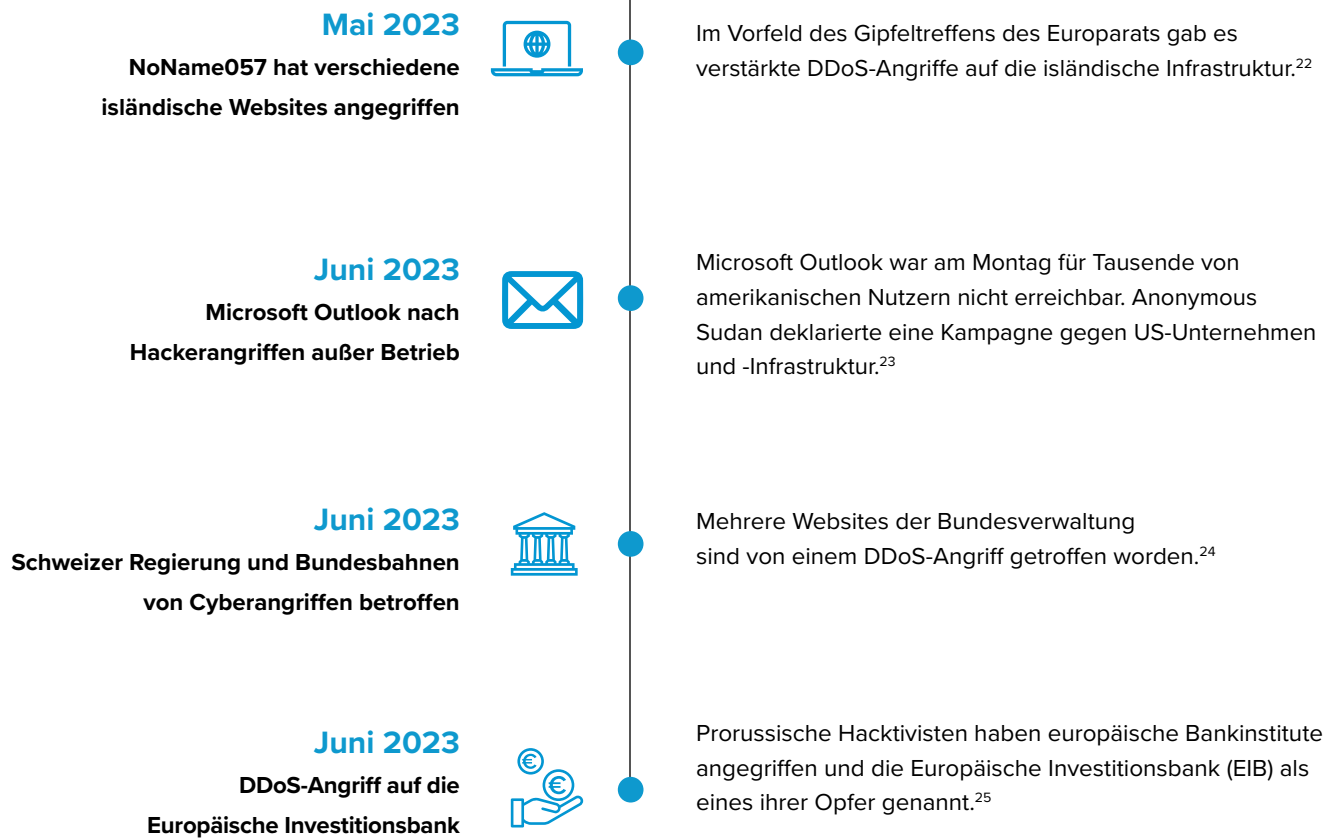 Mai 2023
NoName057 hat verschiedene
isländische Websites angegriffen
Im Vorfeld des Gipfeltreffens des Europarats gab es
verstärkte DDoS-Angriffe auf die isländische Infrastruktur.22
Juni 2023
Microsoft Outlook nach
Hackerangriffen außer Betrieb
Microsoft Outlook war am Montag für Tausende von
amerikanischen Nutzern nicht erreichbar. Anonymous
Sudan deklarierte eine Kampagne gegen US-Unternehmen
und -Infrastruktur.23
Juni 2023
Schweizer Regierung und Bundesbahnen
von Cyberangriffen betroffen
Mehrere Websites der Bundesverwaltung
sind von einem DDoS-Angriff getroffen worden.24
Juni 2023
DDoS-Angriff auf die
Europäische Investitionsbank
€
€
Prorussische Hacktivisten haben europäische Bankinstitute
angegriffen und die Europäische Investitionsbank (EIB) als
eines ihrer Opfer genannt.25